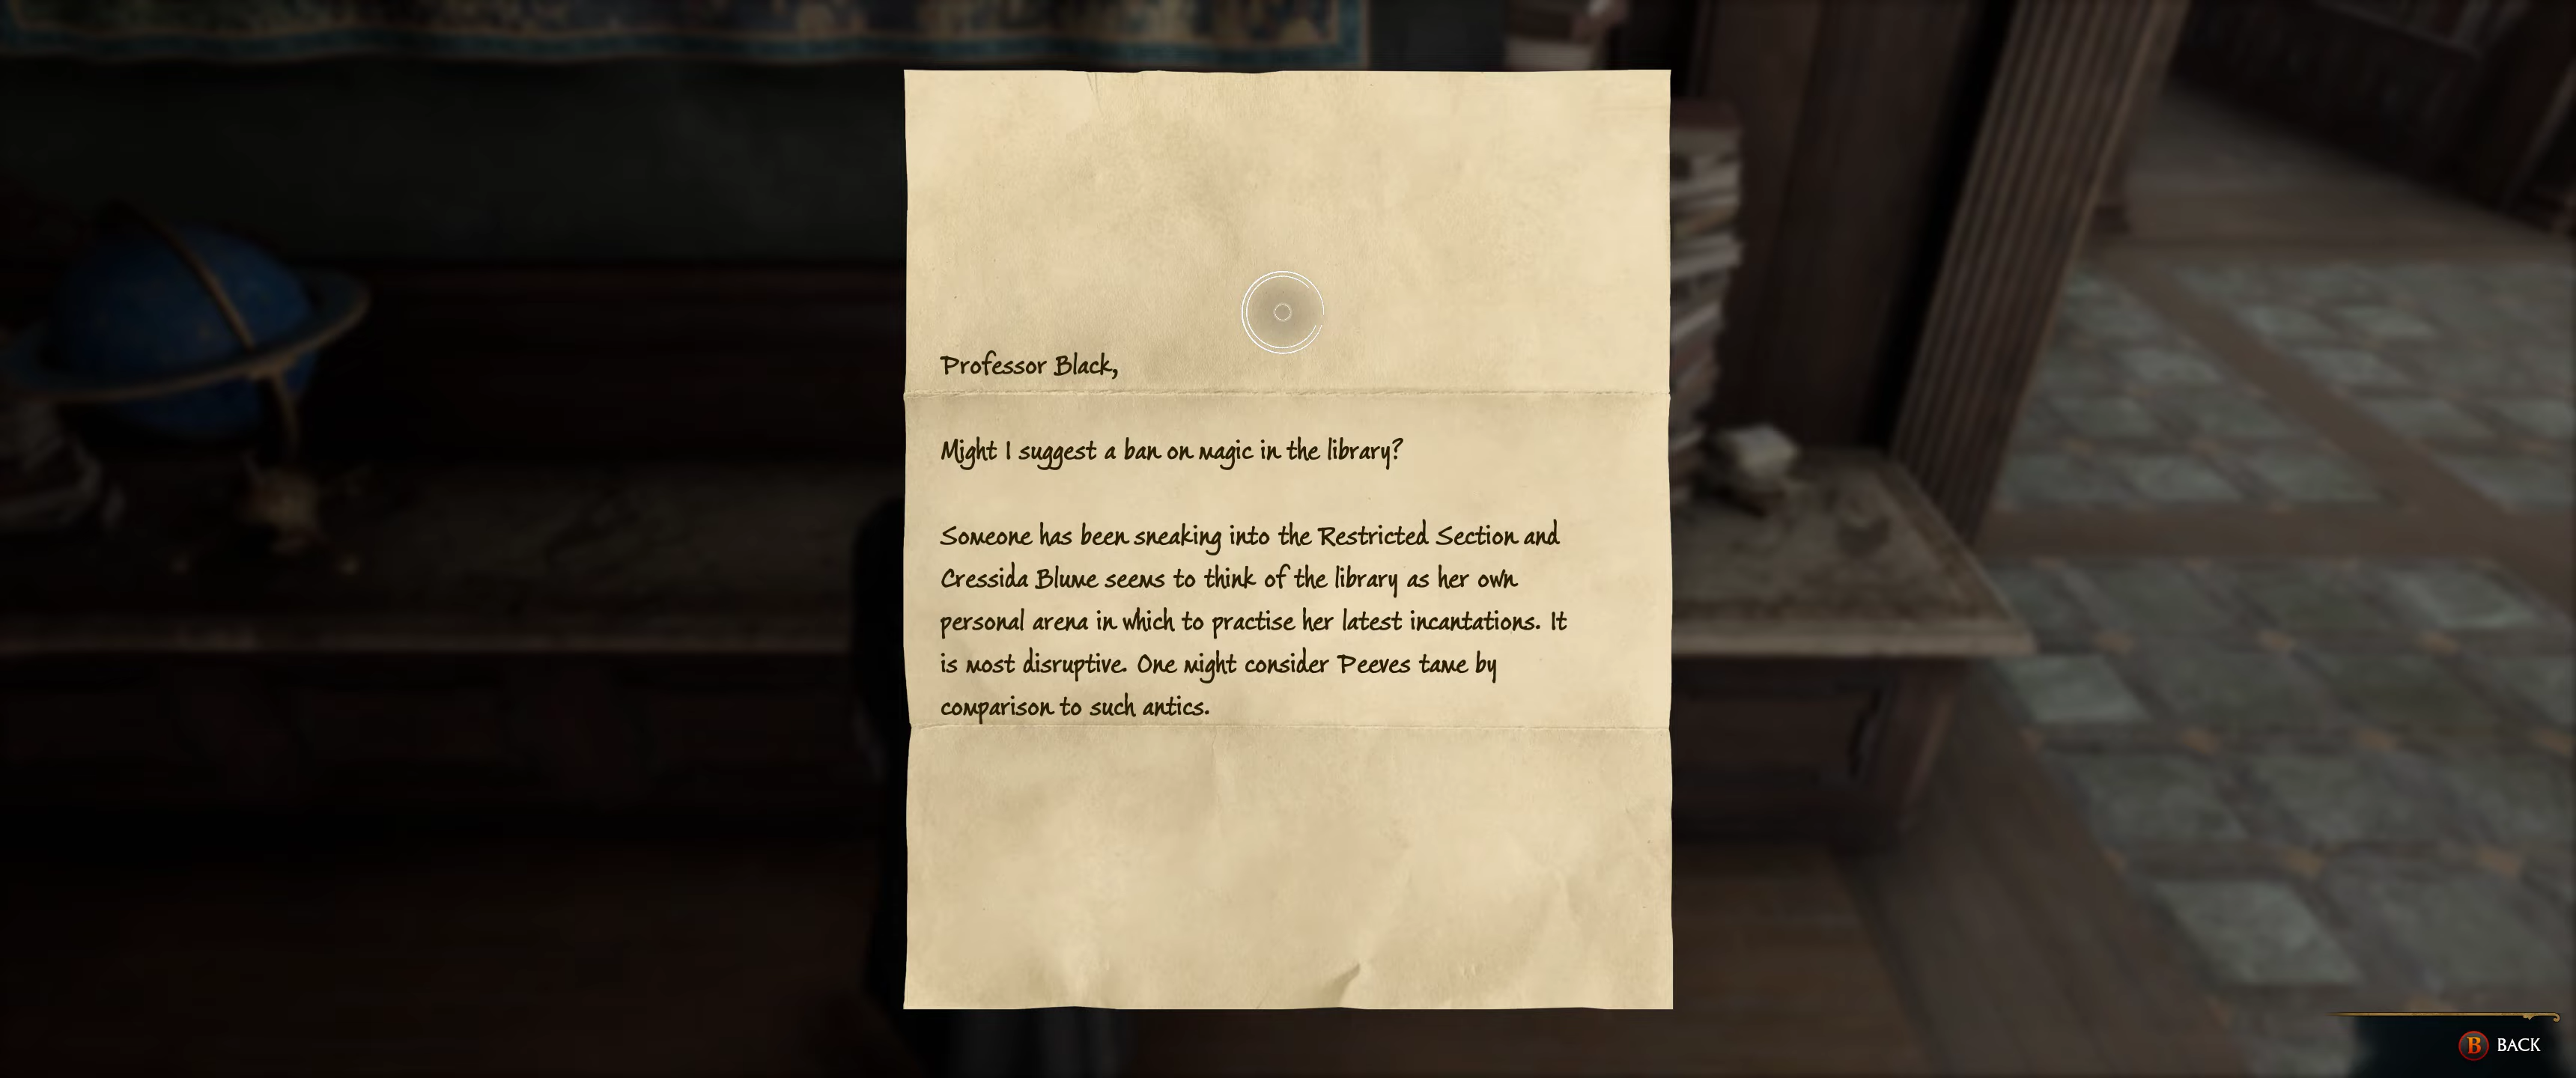 Professor Black,
Might I suggest a ban on magic in the library?
Someone has been sneaking into the Restricted Section and
Cressida Blume seems to think of the library as her own
personal arena in which to practise her latest incantations. It
is most disruptive. One might consider Peeves tame by
comparison to such antics.
B BACK